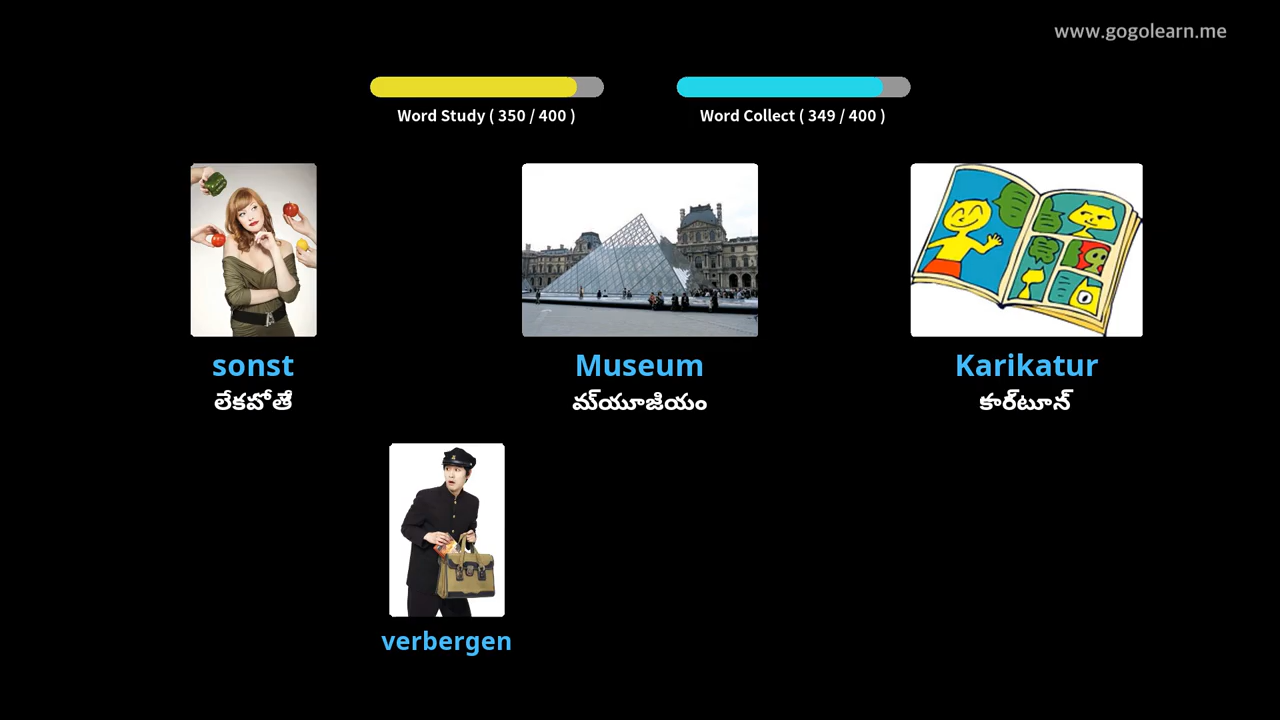 www.gogolearn.me
Word Study ( 350 / 400 )
Word Collect ( 349 / 400 )
sonst
Museum
Karikatur
లేకపోతే
మ్‌యూజియం
కార్‌టూన్
verbergen